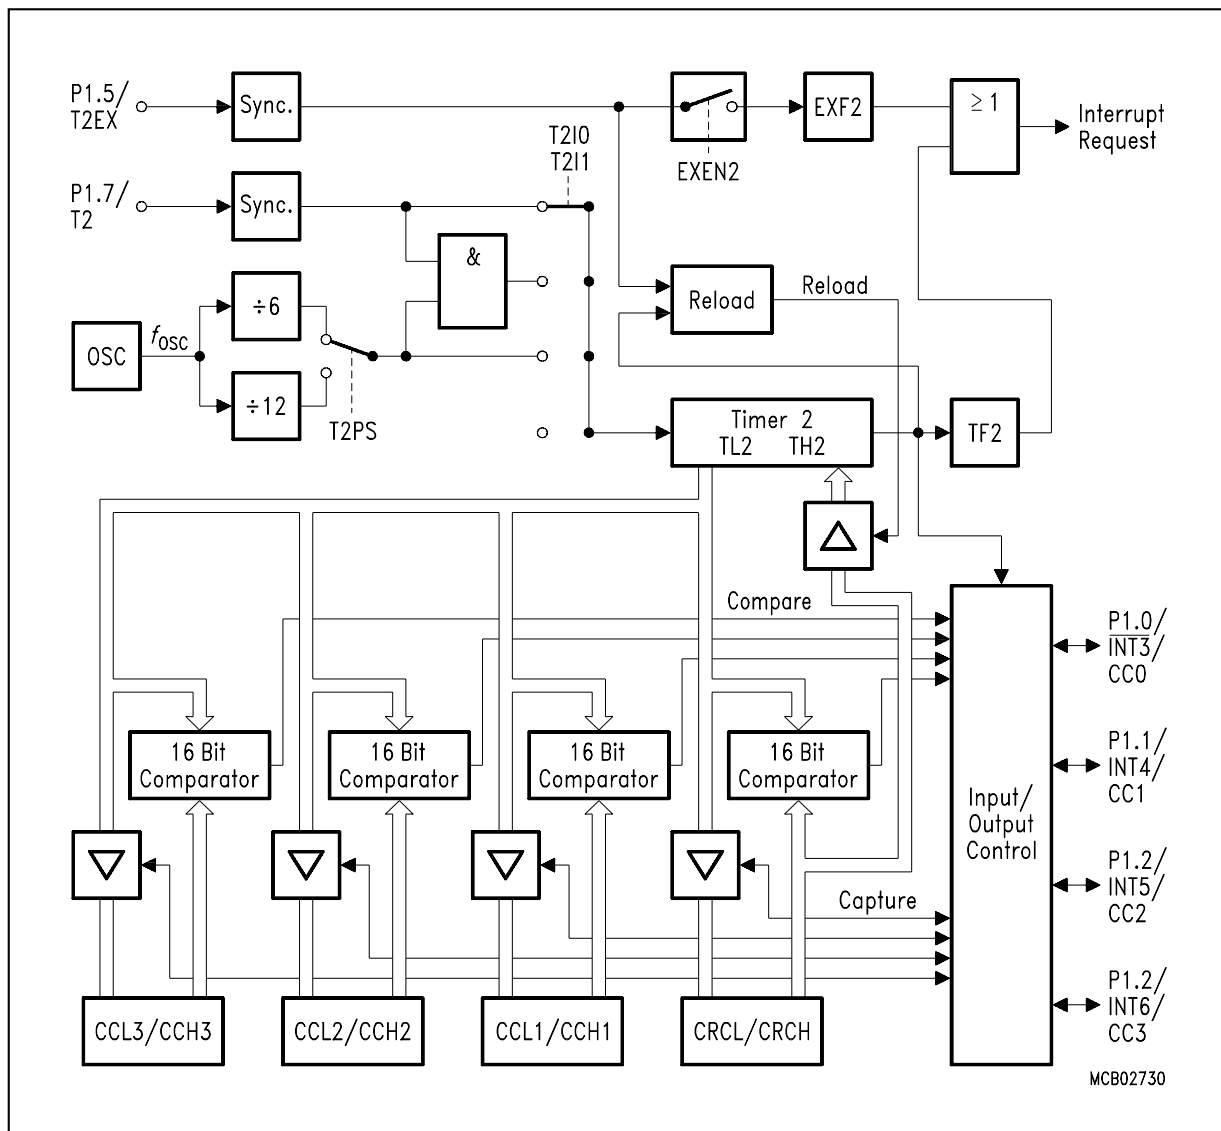 P1.5/
T2EX
Sync.
EXEN2
EXF2
≥1
Interrupt
Request
T2I0
T2I1
P1.7/
T2
Sync.
&
÷6
OSC
fOSC
÷12
T2PS
Reload
Reload
Timer 2
TL2 TH2
TF2
Compare
16 Bit
Comparator
16 Bit
Comparator
16 Bit
Comparator
16 Bit
Comparator
Capture
CCL3/CCH3
CCL2/CCH2
CCL1/CCH1
CRCL/CRCH
Input/
Output
Control
P1.0/
INT3/
CC0
P1.1/
INT4/
CC1
P1.2/
INT5/
CC2
P1.2/
INT6/
CC3
MCB02730